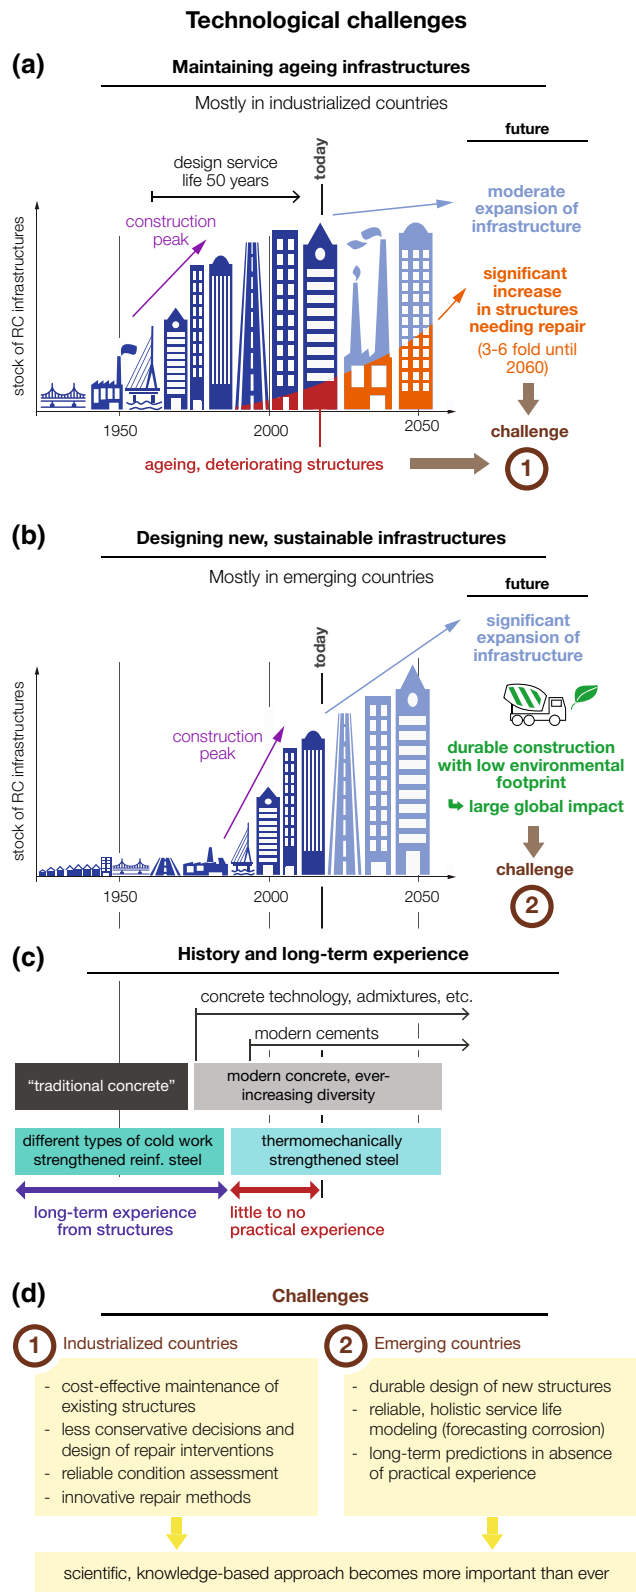 Technological challenges
(a)
Maintaining ageing infrastructures
Mostly in industrialized countries
future
today
design service
life 50 years
construction
peak
moderate
expansion of
infrastructure
significant
increase
in structures
needing repair
(3-6 fold until
2060)
stock of RC infrastructures
1950
2000
2050
challenge
1
ageing, deteriorating structures
(b)
Designing new, sustainable infrastructures
Mostly in emerging countries
future
today
significant
expansion of
infrastructure
construction
peak
durable construction
with low environmental
footprint
large global impact
stock of RC infrastructures
1950
2000
2050
challenge
2
(c)
History and long-term experience
concrete technology, admixtures, etc.
modern cements
“traditional concrete”
modern concrete, ever-
increasing diversity
different types of cold work
strengthened reinf. steel
thermomechanically
strengthened steel
long-term experience
from structures
little to no
practical experience
(d)
Challenges
1 Industrialized countries
- cost-effective maintenance of
existing structures
- less conservative decisions and
design of repair interventions
- reliable condition assessment
- innovative repair methods
2 Emerging countries
- durable design of new structures
- reliable, holistic service life
modeling (forecasting corrosion)
- long-term predictions in absence
of practical experience
scientific, knowledge-based approach becomes more important than ever